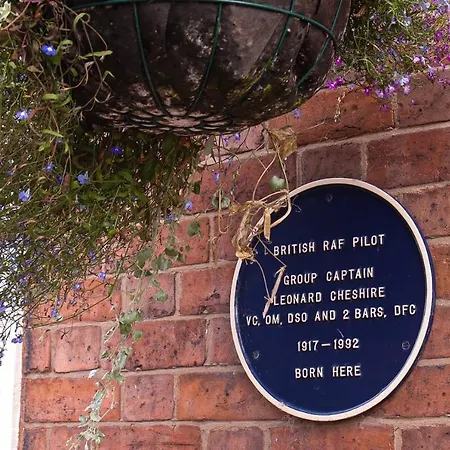 BRITISH RAF PILOT
GROUP CAPTAIN
LEONARD CHESHIRE
VC, OM, DSO AND 2 BARS, DFC
1917-1992
BORN HERE